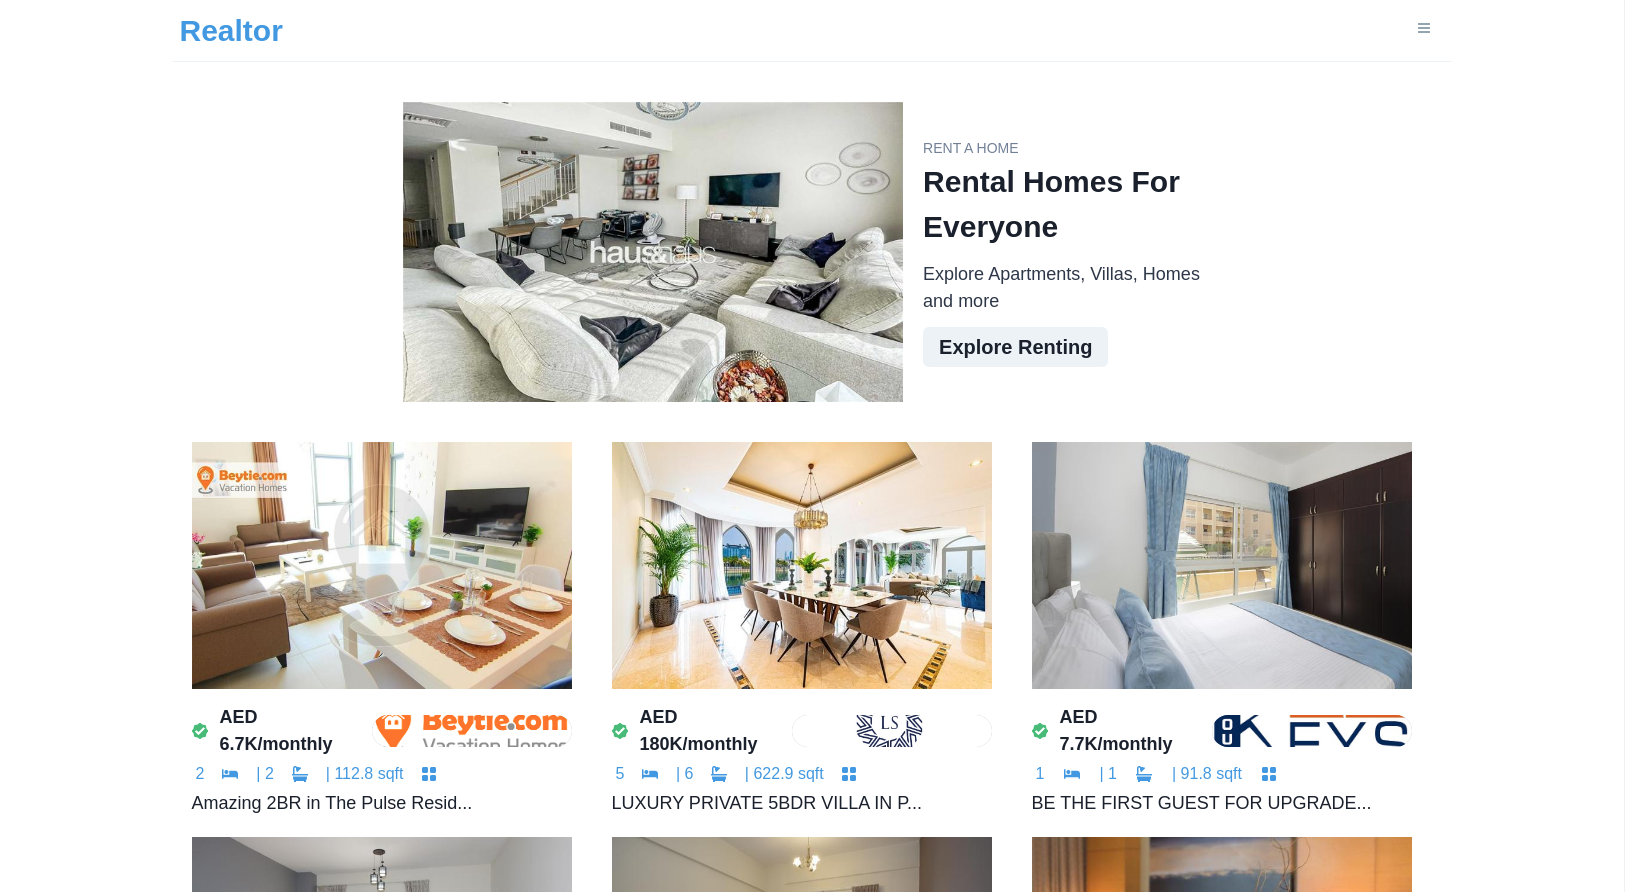 Realtor
haus&haus
RENT A HOME
Rental Homes For
Everyone
Explore Apartments, Villas, Homes
and more
Explore Renting
Beytie.com
Vacation Homes
AED
6.7K/monthly
Beytie.com
Vacation Homes
2 | 2 | 112.8 sqft
Amazing 2BR in The Pulse Resid...
AED
180K/monthly
LS
5 | 6 | 622.9 sqft
LUXURY PRIVATE 5BDR VILLA IN P...
AED
7.7K/monthly
1 | 1 | 91.8 sqft
BE THE FIRST GUEST FOR UPGRADE...